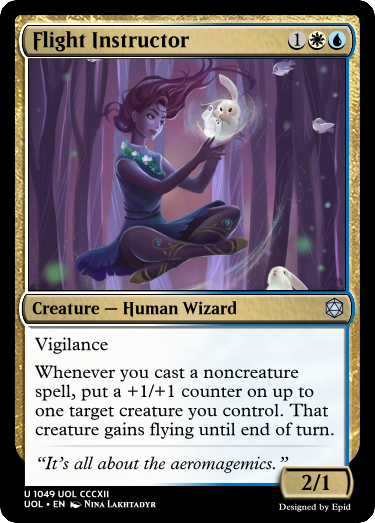 Flight Instructor 1
Creature — Human Wizard
Vigilance
Whenever you cast a noncreature
spell, put a +1/+1 counter on up to
one target creature you control. That
creature gains flying until end of turn.
“It’s all about the aeromagemics.”
2/1
U 1049 UOL CCCXII
UOL • EN Nina Lakhtadyr
Designed by Epid